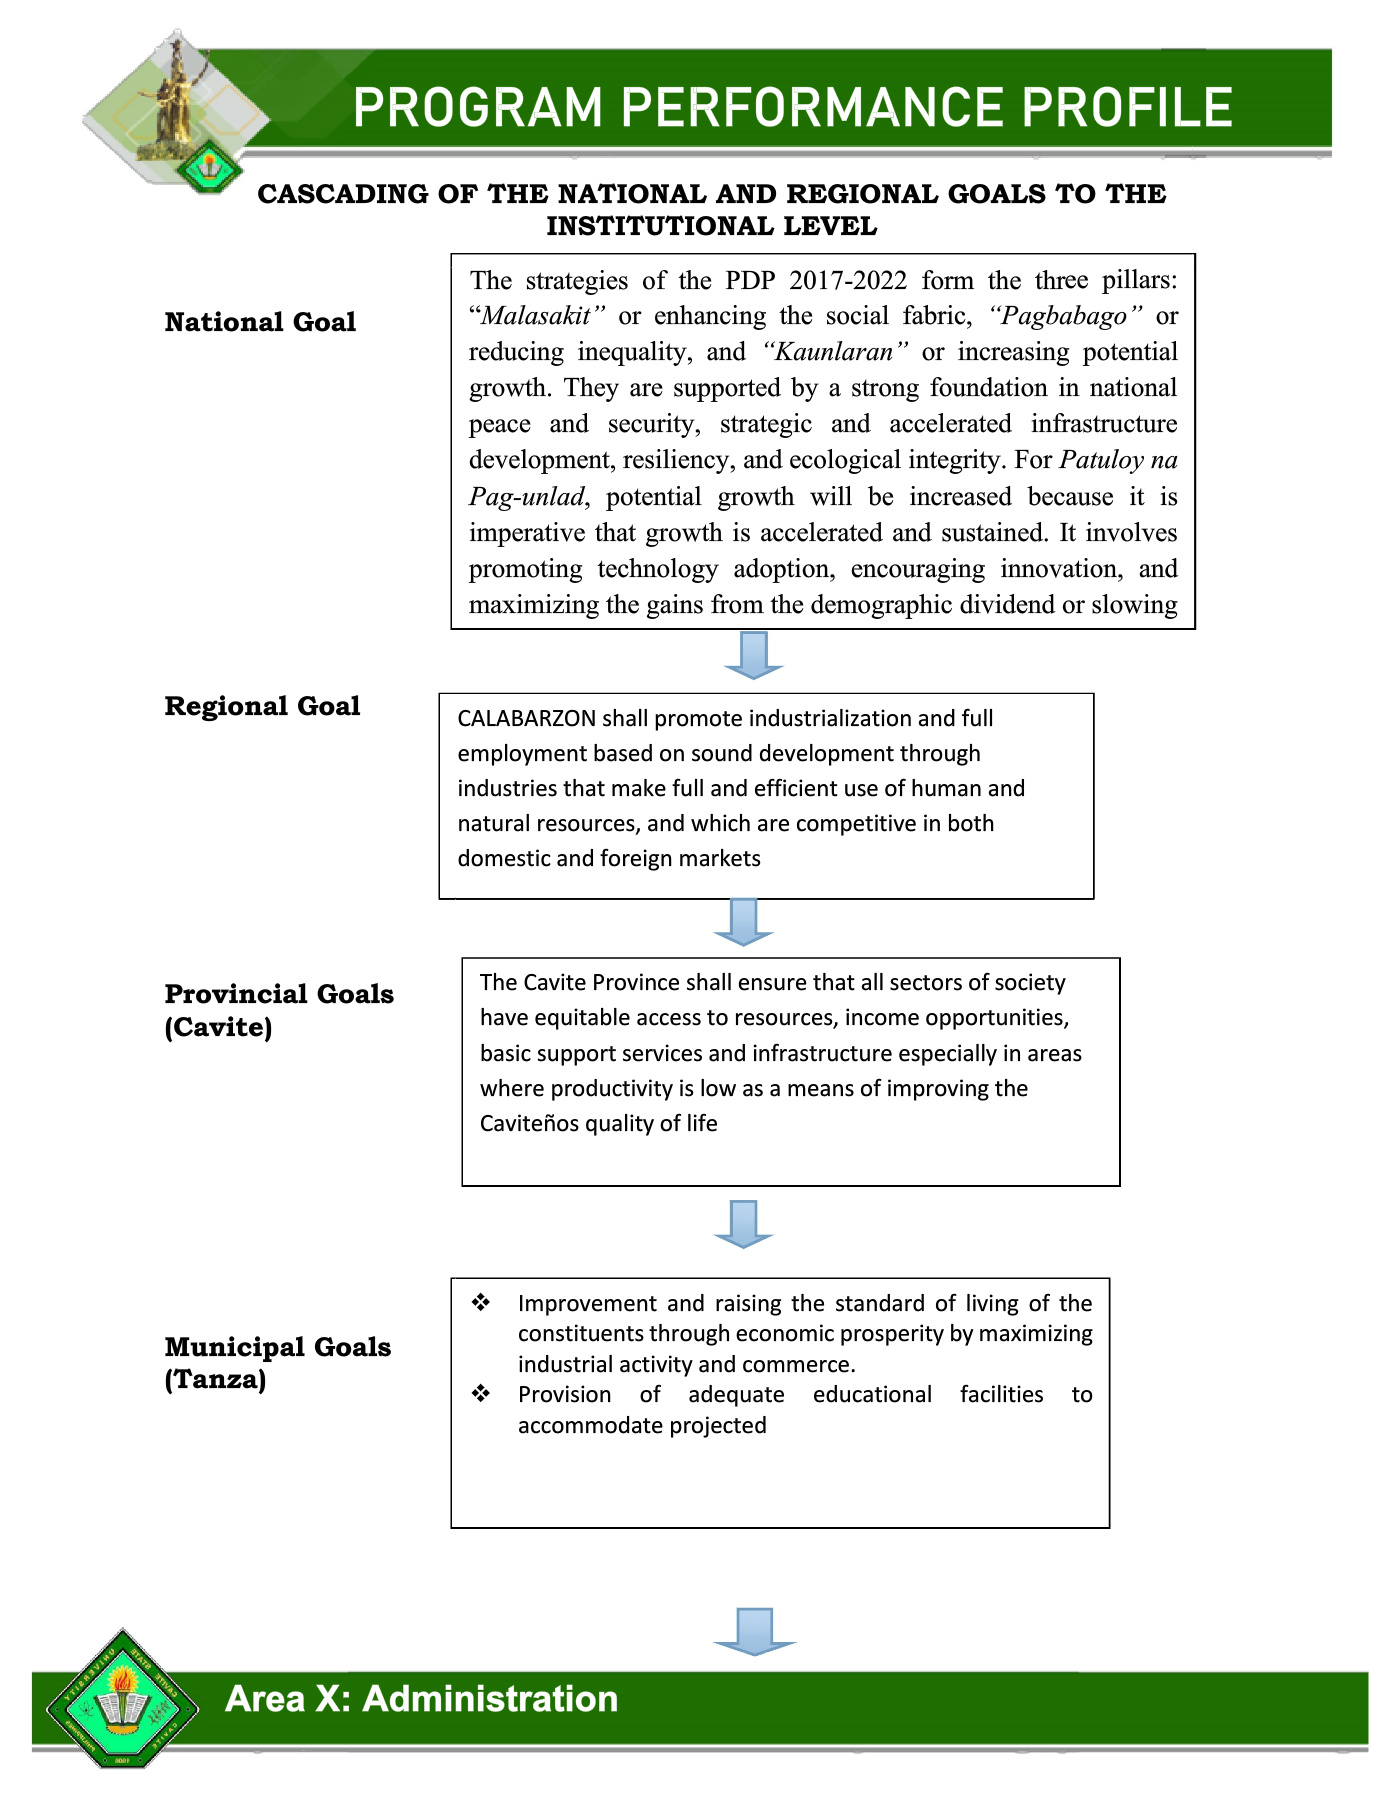 PROGRAM PERFORMANCE PROFILE
CASCADING OF THE NATIONAL AND REGIONAL GOALS TO THE
INSTITUTIONAL LEVEL
National Goal
The strategies of the PDP 2017-2022 form the three pillars:
“Malasakit” or enhancing the social fabric, “Pagbabago” or
reducing inequality, and “Kaunlaran” or increasing potential
growth. They are supported by a strong foundation in national
peace and security, strategic and accelerated infrastructure
development, resiliency, and ecological integrity. For Patuloy na
Pag-unlad, potential growth will be increased because it is
imperative that growth is accelerated and sustained. It involves
promoting technology adoption, encouraging innovation, and
maximizing the gains from the demographic dividend or slowing
Regional Goal
CALABARZON shall promote industrialization and full
employment based on sound development through
industries that make full and efficient use of human and
natural resources, and which are competitive in both
domestic and foreign markets
Provincial Goals
(Cavite)
The Cavite Province shall ensure that all sectors of society
have equitable access to resources, income opportunities,
basic support services and infrastructure especially in areas
where productivity is low as a means of improving the
Caviteños quality of life
Municipal Goals
(Tanza)
❖ Improvement and raising the standard of living of the
constituents through economic prosperity by maximizing
industrial activity and commerce.
❖ Provision of adequate educational facilities to
accommodate projected
CAVITE STATE UNIVERSITY
Area X: Administration